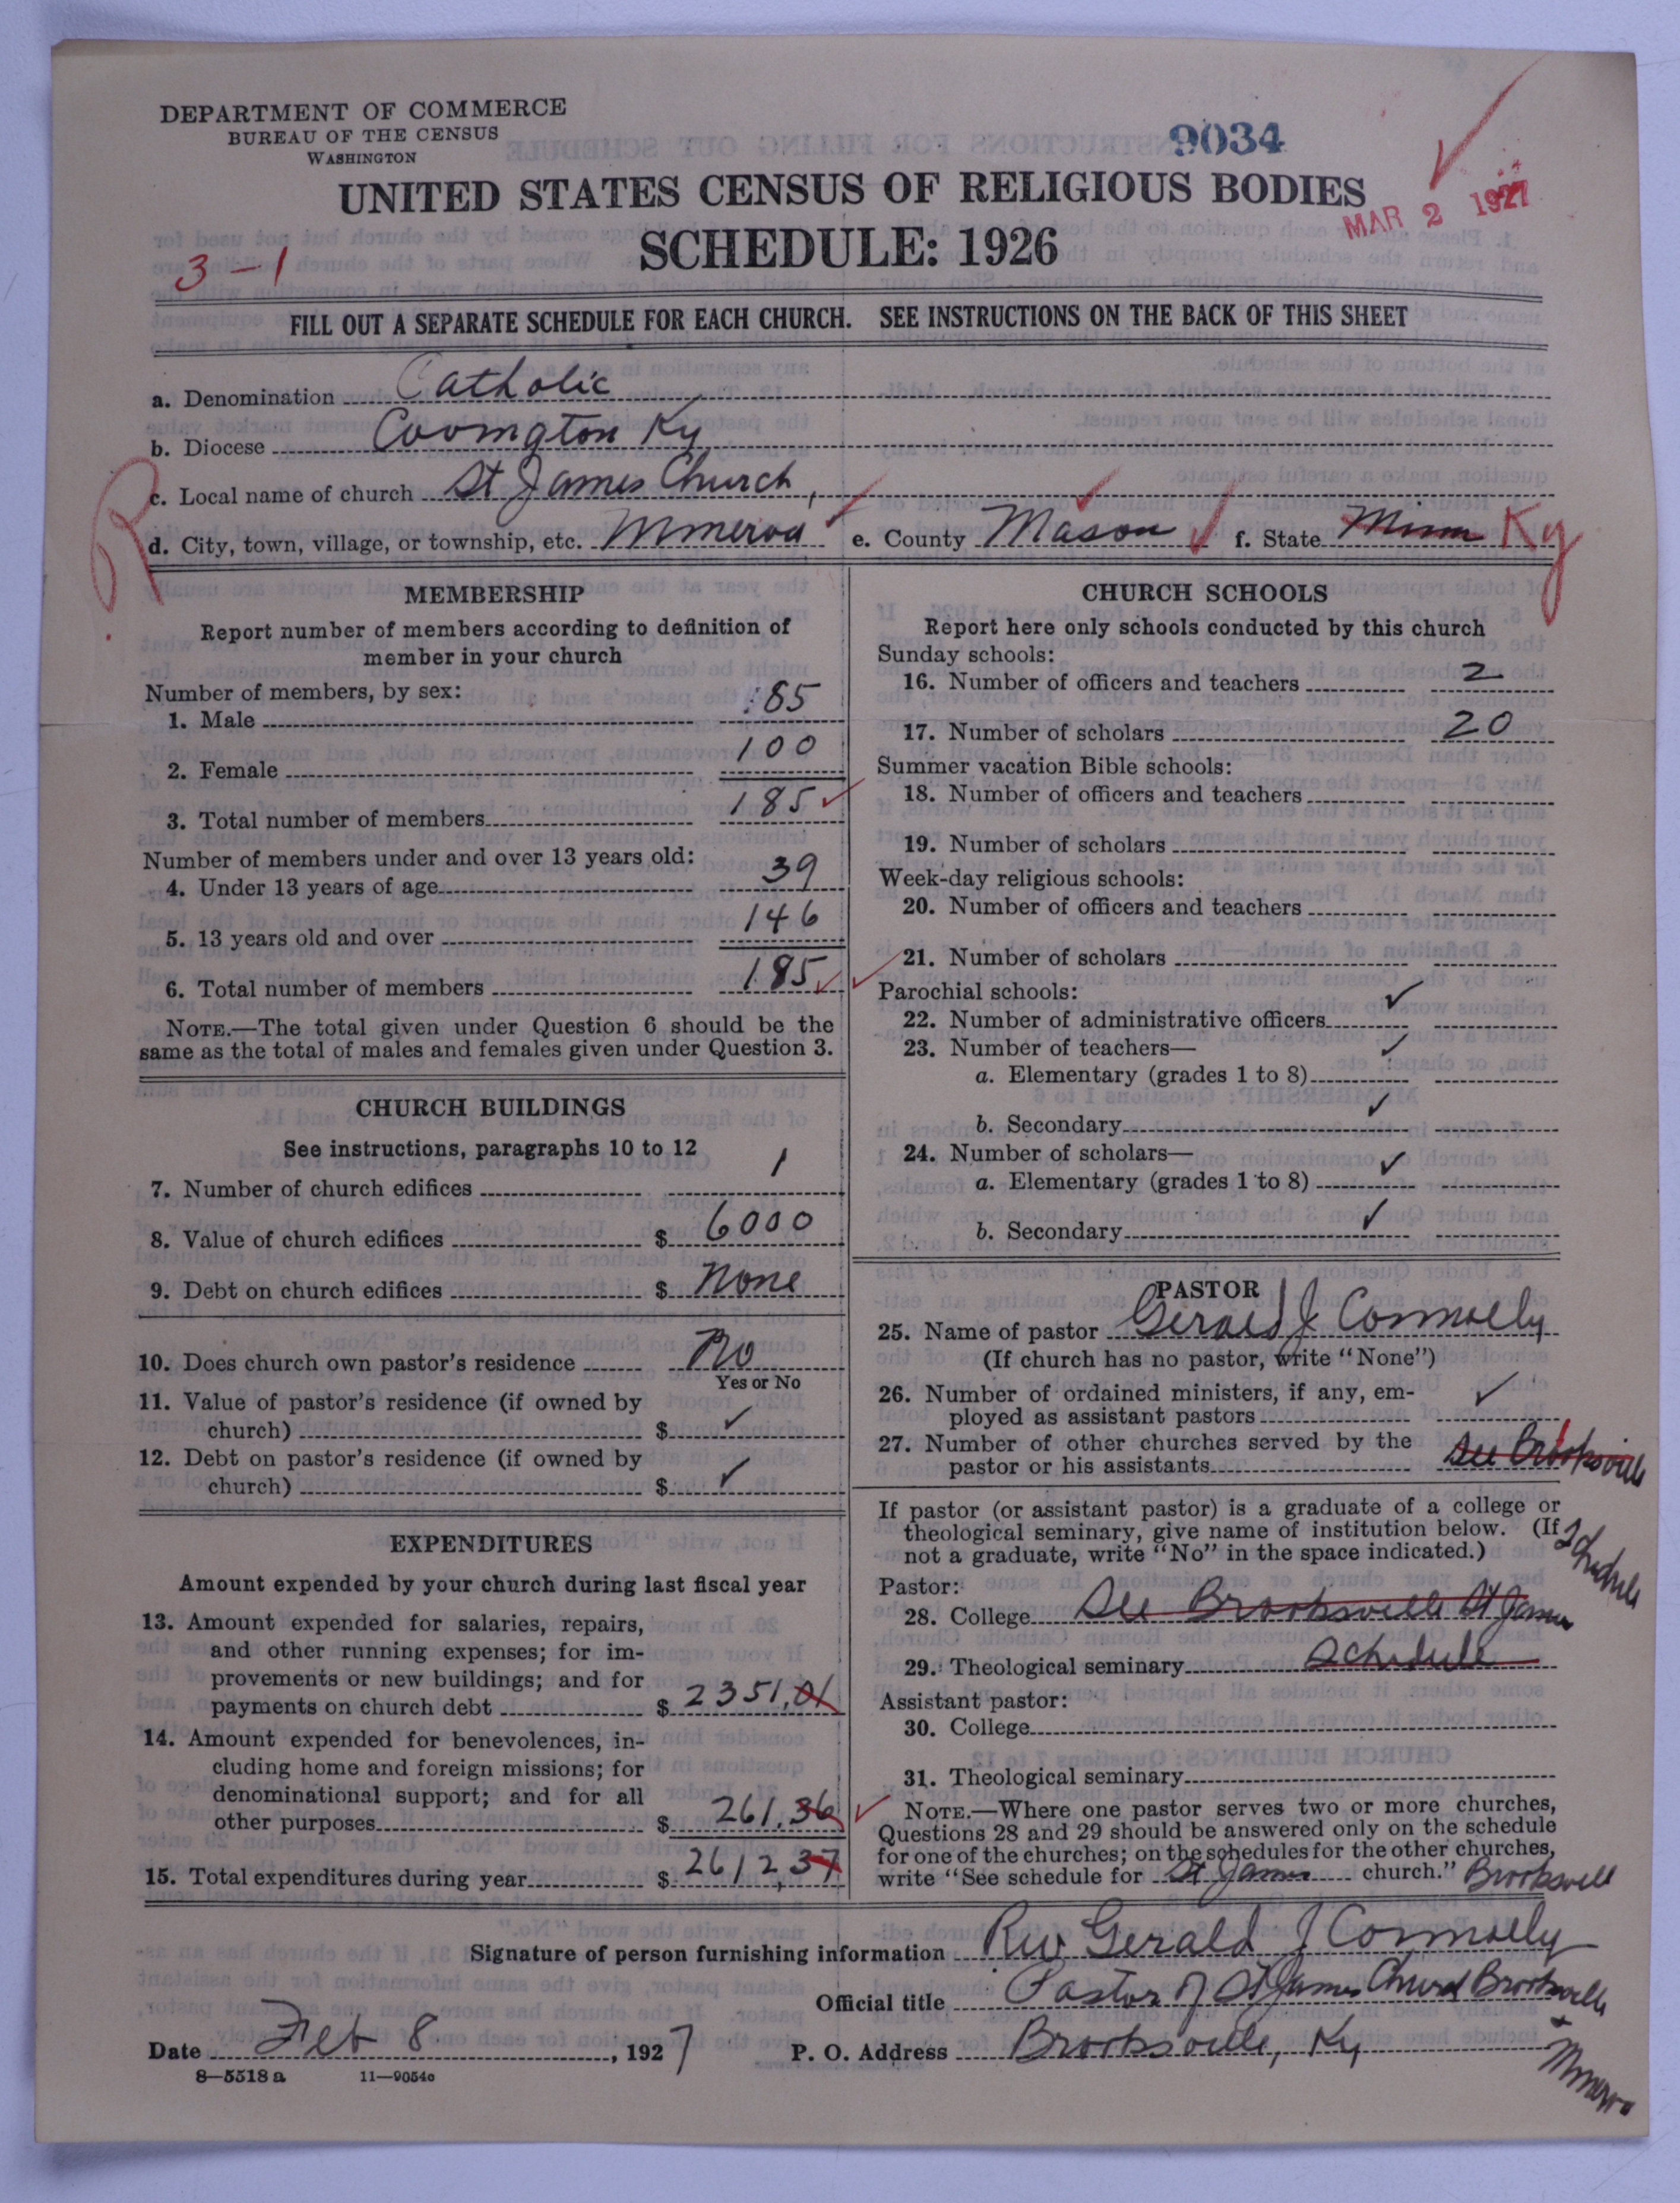 DEPARTMENT OF COMMERCE
BUREAU OF THE CENSUS
WASHINGTON
9034
UNITED STATES CENSUS OF RELIGIOUS BODIES
MAR 2 1927
SCHEDULE: 1926
3-1
FILL OUT A SEPARATE SCHEDULE FOR EACH CHURCH. SEE INSTRUCTIONS ON THE BACK OF THIS SHEET
a. Denomination Catholic
b. Diocese Covington Ky
c. Local name of church St James Church,
R
d. City, town, village, or township, etc. Minerva e. County Mason f. State Minn Ky
MEMBERSHIP
Report number of members according to definition of
member in your church
Number of members, by sex:
1. Male 85
2. Female 100
3. Total number of members 185
Number of members under and over 13 years old:
4. Under 13 years of age 39
5. 13 years old and over 146
6. Total number of members 185
NOTE.—The total given under Question 6 should be the
same as the total of males and females given under Question 3.
CHURCH BUILDINGS
See instructions, paragraphs 10 to 12
7. Number of church edifices 1
8. Value of church edifices $ 6000
9. Debt on church edifices $ None
10. Does church own pastor's residence No
Yes or No
11. Value of pastor's residence (if owned by
church) $ ✓
12. Debt on pastor's residence (if owned by
church) $ ✓
EXPENDITURES
Amount expended by your church during last fiscal year
13. Amount expended for salaries, repairs,
and other running expenses; for im-
provements or new buildings; and for
payments on church debt $ 2351.01
14. Amount expended for benevolences, in-
cluding home and foreign missions; for
denominational support; and for all
other purposes $ 261.36
15. Total expenditures during year $ 2612.37
CHURCH SCHOOLS
Report here only schools conducted by this church
Sunday schools:
16. Number of officers and teachers 2
17. Number of scholars 20
Summer vacation Bible schools:
18. Number of officers and teachers
19. Number of scholars
Week-day religious schools:
20. Number of officers and teachers
21. Number of scholars
Parochial schools:
22. Number of administrative officers ✓
23. Number of teachers— ✓
a. Elementary (grades 1 to 8)
b. Secondary ✓
24. Number of scholars—
a. Elementary (grades 1 to 8) ✓
b. Secondary ✓
PASTOR
25. Name of pastor Gerald J Connolly
(If church has no pastor, write "None")
26. Number of ordained ministers, if any, em- ✓
ployed as assistant pastors
27. Number of other churches served by the
pastor or his assistants See Brooksville
Schedule
If pastor (or assistant pastor) is a graduate of a college or
theological seminary, give name of institution below. (If
not a graduate, write "No" in the space indicated.)
Pastor:
28. College See Brooksville St James
29. Theological seminary Schedule
Assistant pastor:
30. College
31. Theological seminary
NOTE.—Where one pastor serves two or more churches,
Questions 28 and 29 should be answered only on the schedule
for one of the churches; on the schedules for the other churches,
write "See schedule for St James church." Brooksvill
Signature of person furnishing information Rev Gerald J Connolly
Official title Pastor of St James Church Brooksville
+ Minerva
Date Feb 8, 1927 P. O. Address Brooksville, Ky
8—5518 a 11—9054c